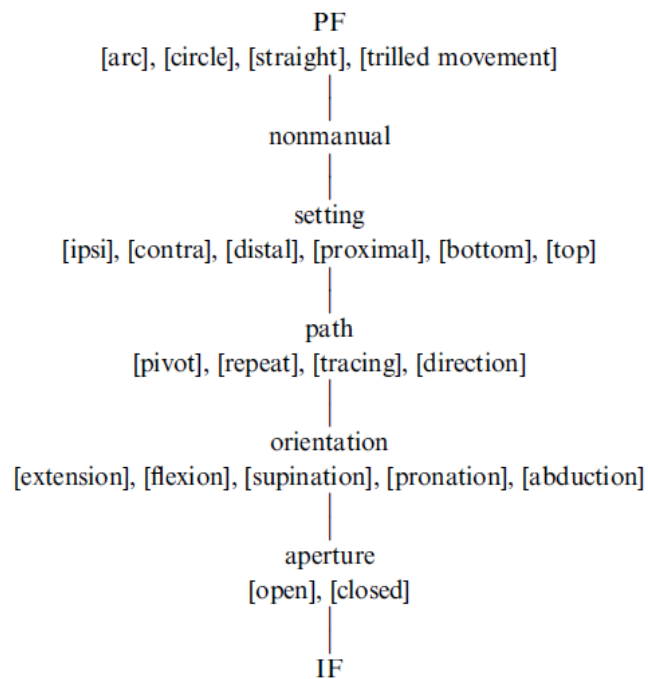 PF
[arc], [circle], [straight], [trilled movement]
nonmanual
setting
[ipsi], [contra], [distal], [proximal], [bottom], [top]
path
[pivot], [repeat], [tracing], [direction]
orientation
[extension], [flexion], [supination], [pronation], [abduction]
aperture
[open], [closed]
IF